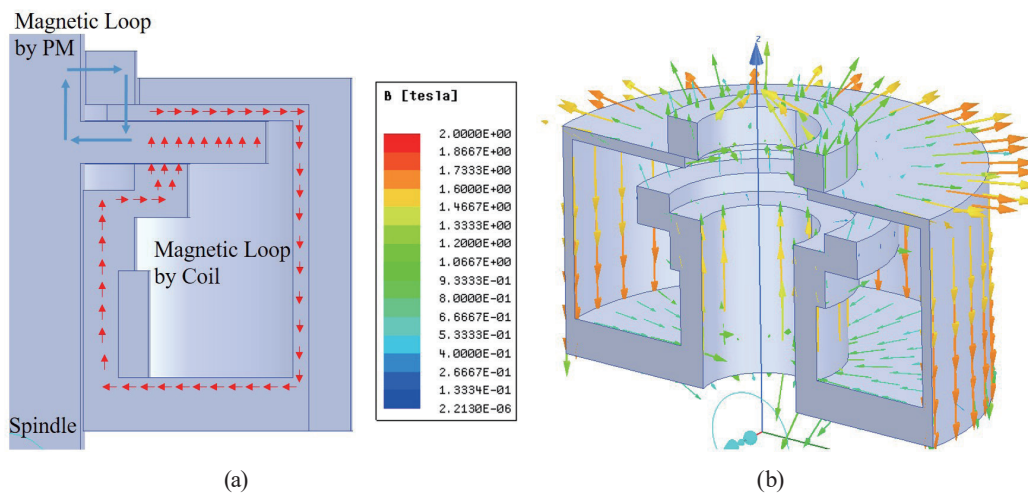 Magnetic Loop
by PM
Magnetic Loop
by Coil
Spindle
B [tesla]
2.0000E+00
1.8667E+00
1.7333E+00
1.6000E+00
1.4667E+00
1.3333E+00
1.2000E+00
1.0667E+00
9.3333E-01
8.0000E-01
6.6667E-01
5.3333E-01
4.0000E-01
2.6667E-01
1.3334E-01
2.2130E-06
z
(a)
(b)